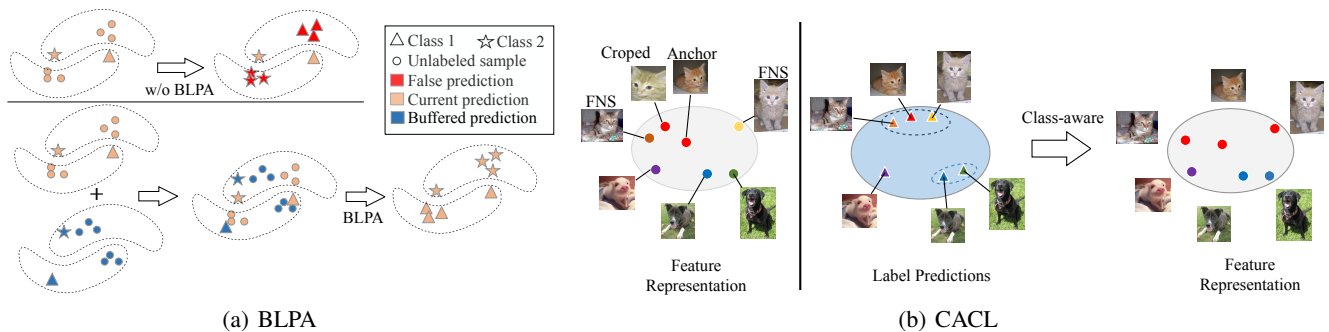 w/o BLPA
+
BLPA
Class 1 Class 2
Unlabeled sample
False prediction
Current prediction
Buffered prediction
(a) BLPA
Croped Anchor
FNS
FNS
Feature
Representation
Label Predictions
Class-aware
Feature
Representation
(b) CACL